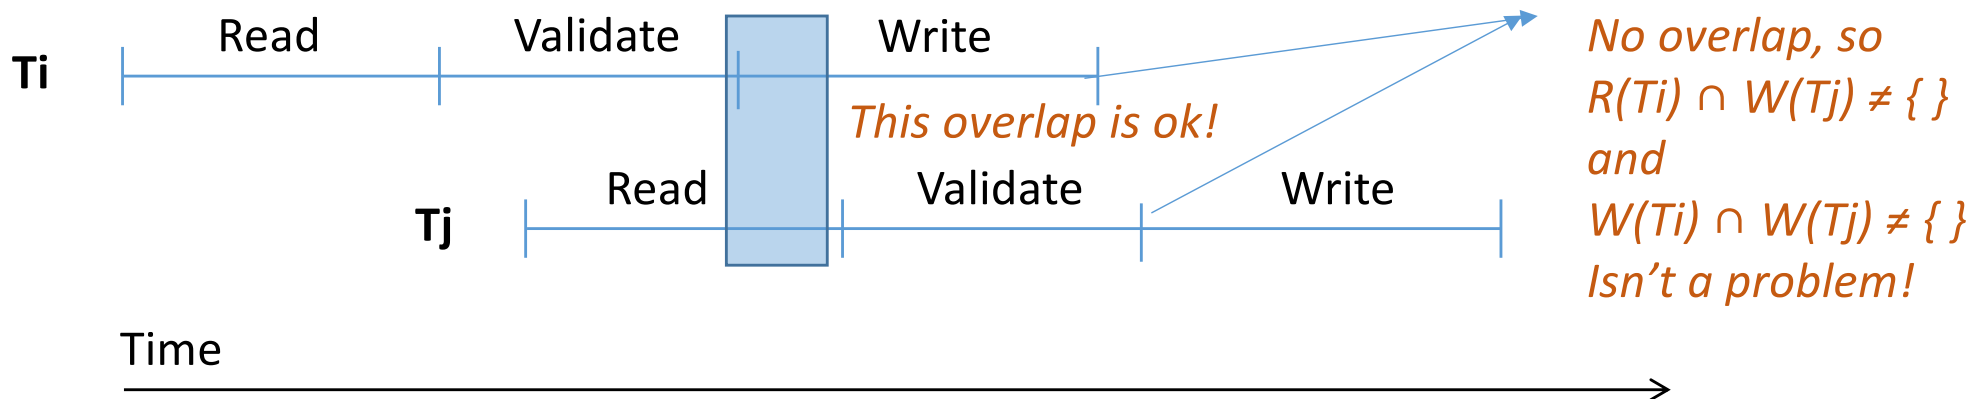 Read Validate Write
Ti
This overlap is ok!
Read Validate Write
Tj
No overlap, so
R(Ti) ∩ W(Tj) ≠ { }
and
W(Ti) ∩ W(Tj) ≠ { }
Isn’t a problem!
Time